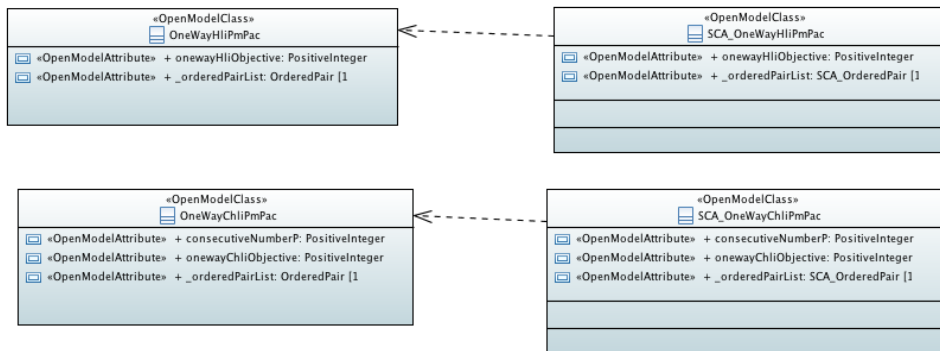 «OpenModelClass»
OneWayHliPmPac
«OpenModelAttribute» + onewayHliObjective: PositiveInteger
«OpenModelAttribute» + _orderedPairList: OrderedPair [1
«OpenModelClass»
SCA_OneWayHliPmPac
«OpenModelAttribute» + onewayHliObjective: PositiveInteger
«OpenModelAttribute» + _orderedPairList: SCA_OrderedPair [1
«OpenModelClass»
OneWayChliPmPac
«OpenModelAttribute» + consecutiveNumberP: PositiveInteger
«OpenModelAttribute» + onewayChliObjective: PositiveInteger
«OpenModelAttribute» + _orderedPairList: OrderedPair [1
«OpenModelClass»
SCA_OneWayChliPmPac
«OpenModelAttribute» + consecutiveNumberP: PositiveInteger
«OpenModelAttribute» + onewayChliObjective: PositiveInteger
«OpenModelAttribute» + _orderedPairList: SCA_OrderedPair [1